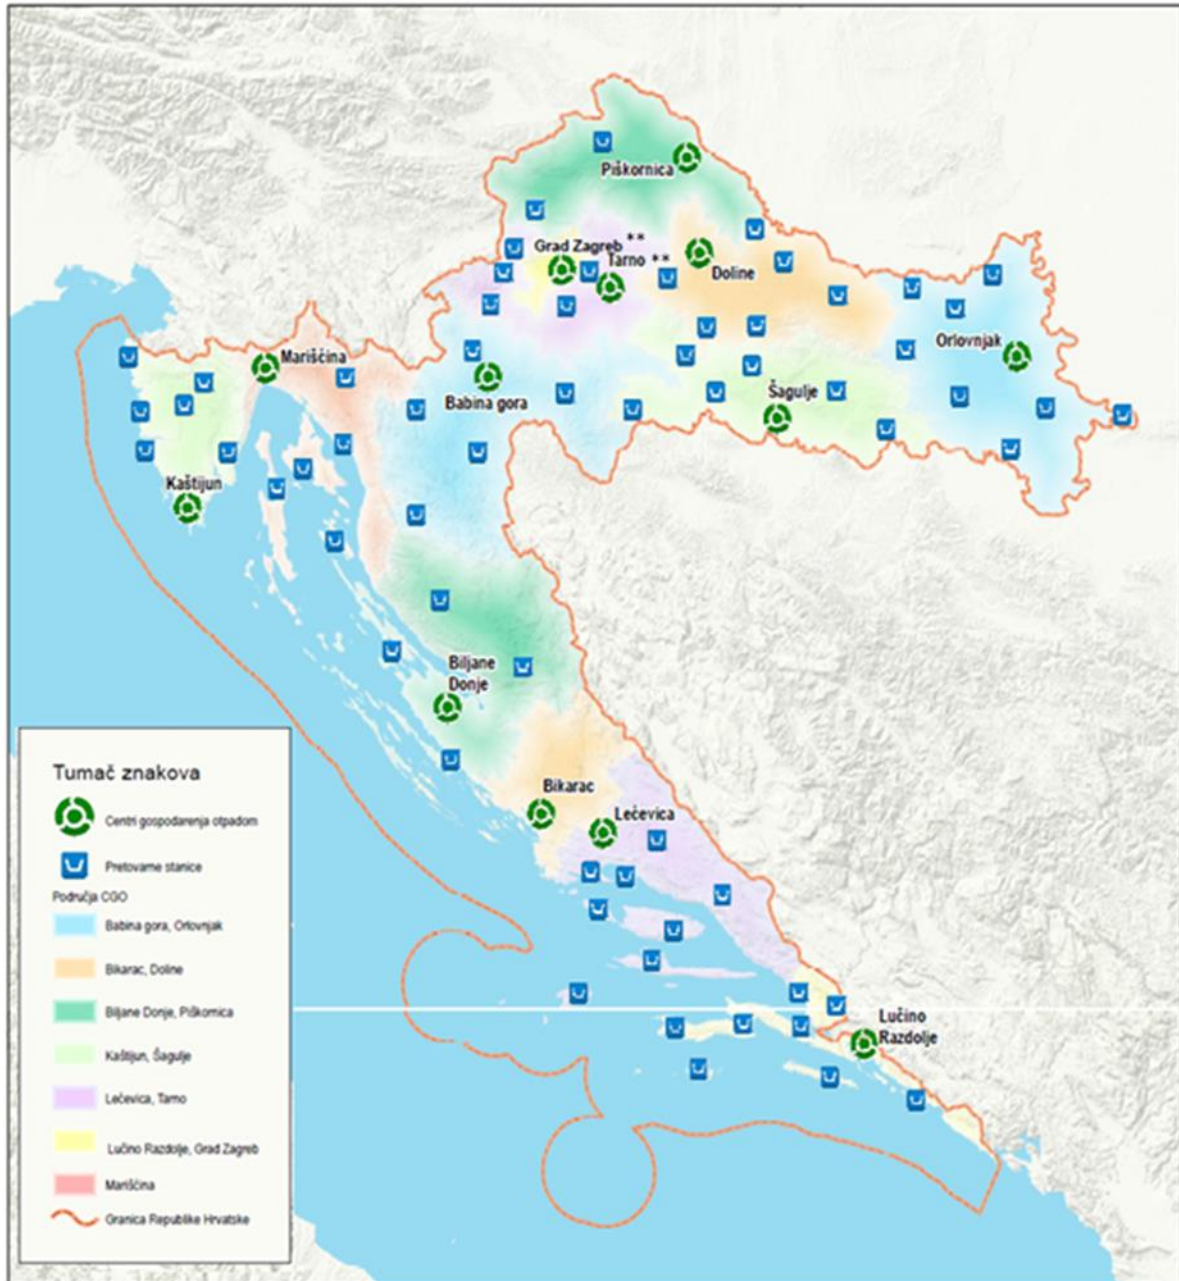 Piškornica
Grad Zagreb **
Tarno **
Doline
Orlovnjak
Mariščina
Babina gora
Šagulje
Kaštijun
Biljane
Donje
Bikarac
Lečevica
Lučino
Razdolje
Tumač znakova
Centri gospodarenja otpadom
Pretovarne stanice
Područja CGO
Babina gora, Orlovnjak
Bikarac, Doline
Biljane Donje, Piškornica
Kaštijun, Šagulje
Lečevica, Tarno
Lučino Razdolje, Grad Zagreb
Mariščina
Granica Republike Hrvatske